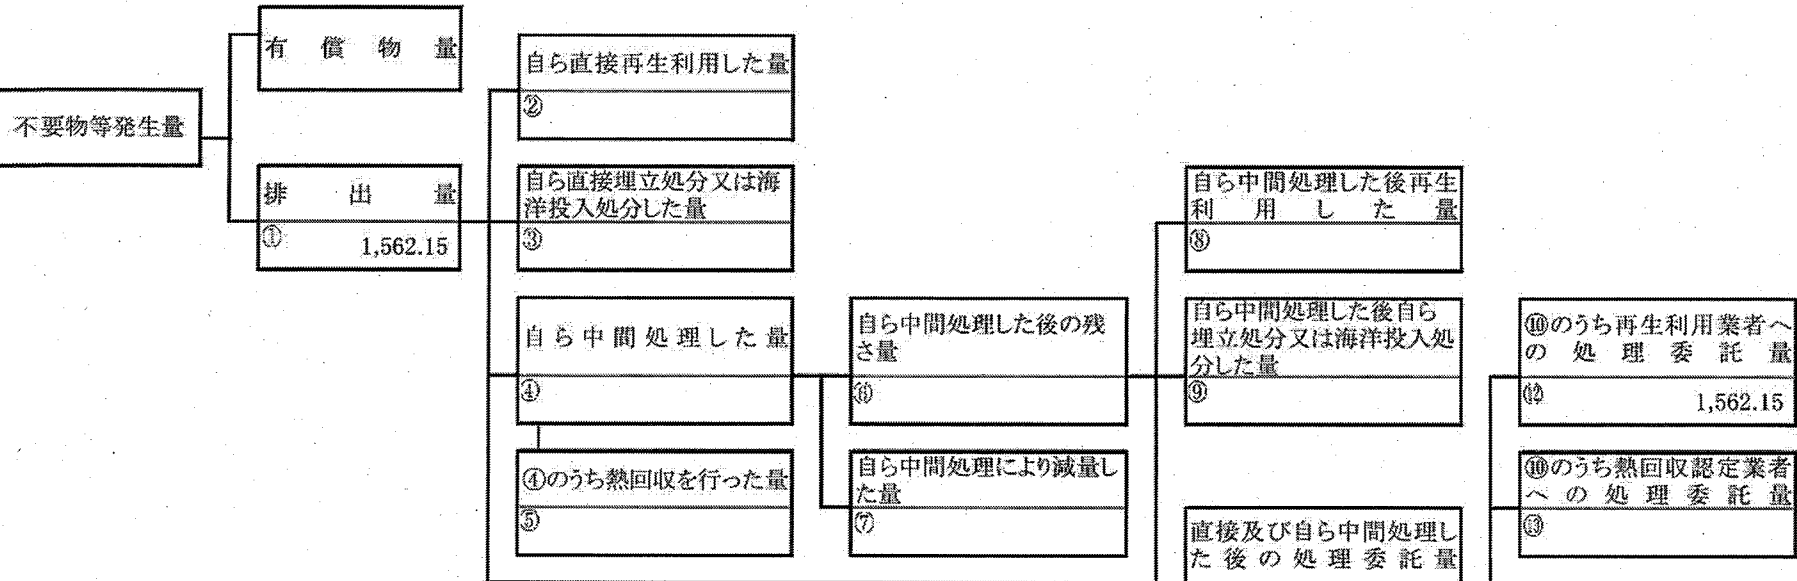 有償物量
不要物等発生量
排出量
① 1,562.15
自ら直接再生利用した量
②
自ら直接埋立処分又は海
洋投入処分した量
③
自ら中間処理した量
④
④のうち熱回収を行った量
⑤
自ら中間処理した後の残
さ量
⑥
自ら中間処理により減量し
た量
⑦
自ら中間処理した後再生
利用した量
⑧
自ら中間処理した後自ら
埋立処分又は海洋投入処
分した量
⑨
直接及び自ら中間処理し
た後の処理委託量
⑩のうち再生利用業者へ
の処理委託量
⑫ 1,562.15
⑩のうち熱回収認定業者
への処理委託量
⑬